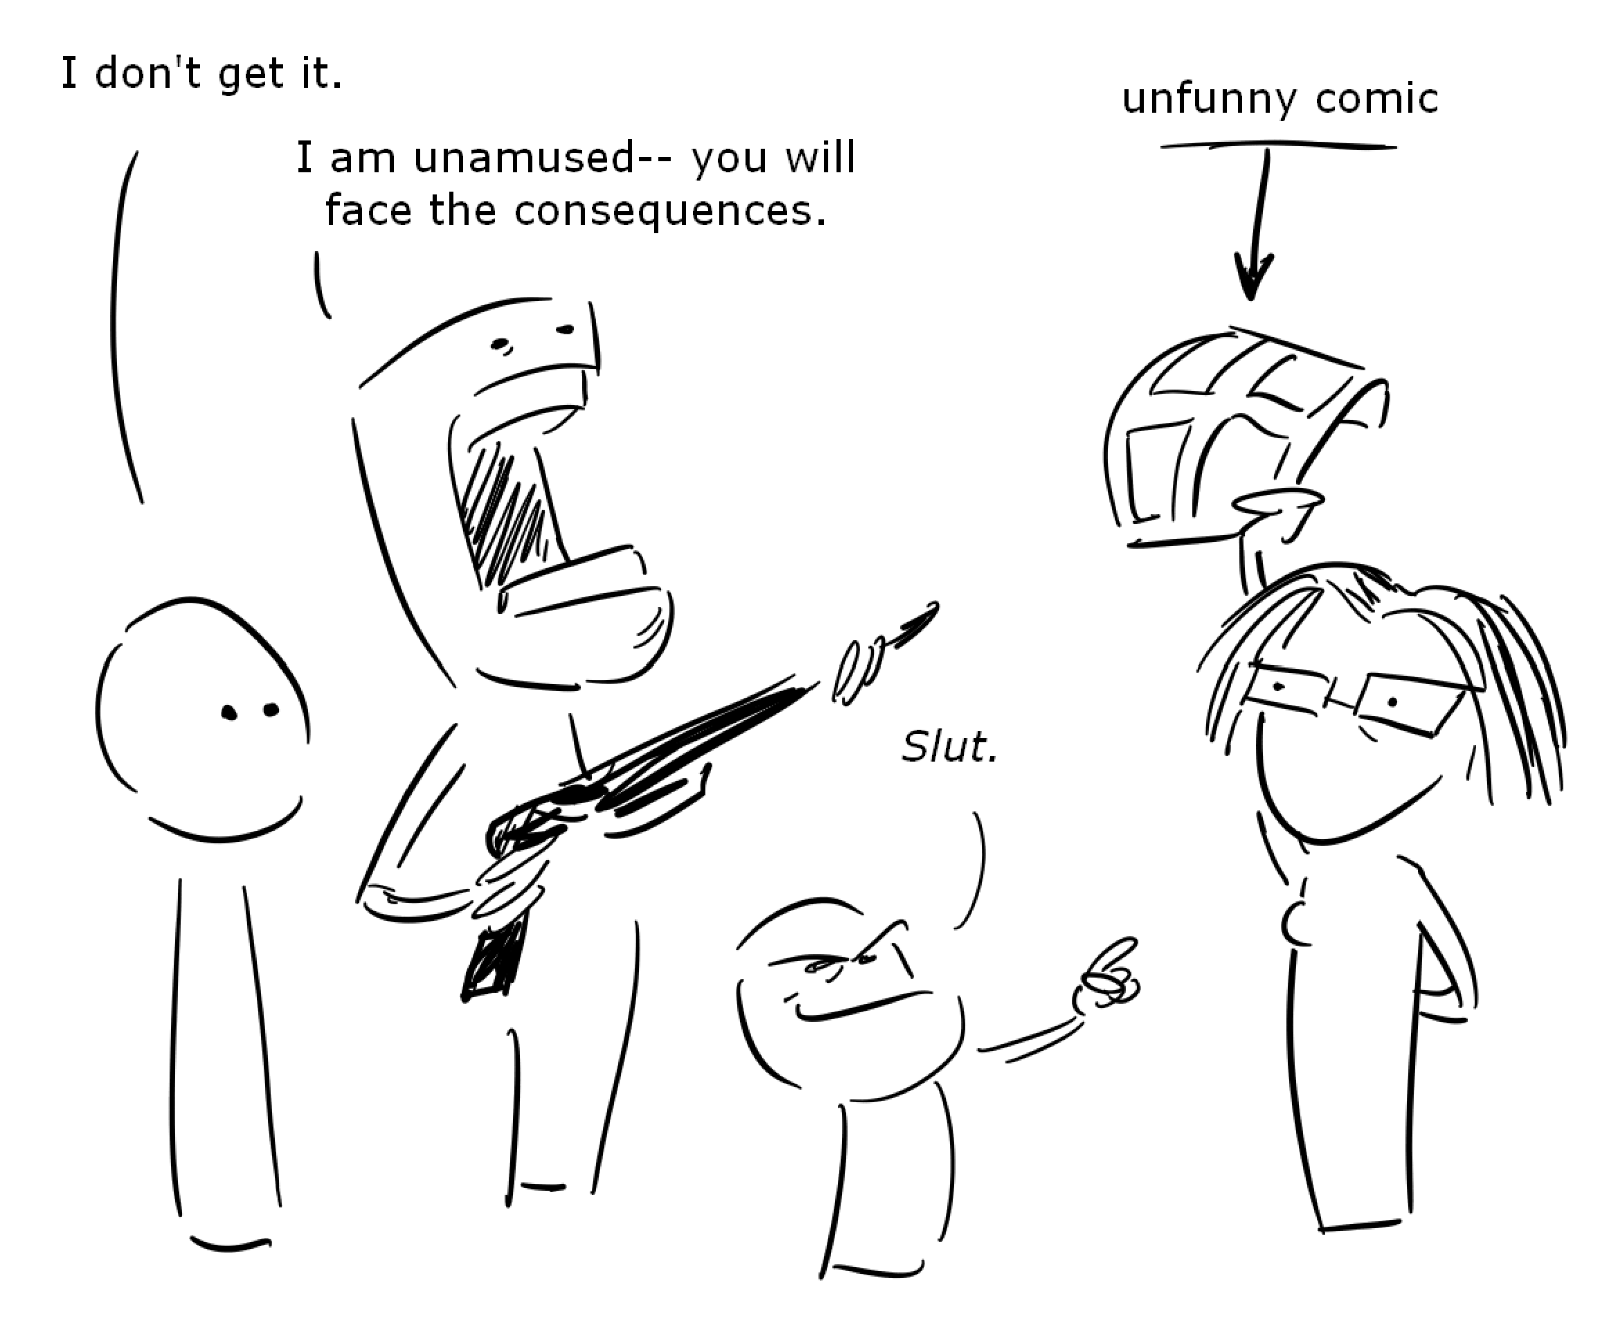 I don't get it.
I am unamused-- you will
face the consequences.
unfunny comic
Slut.